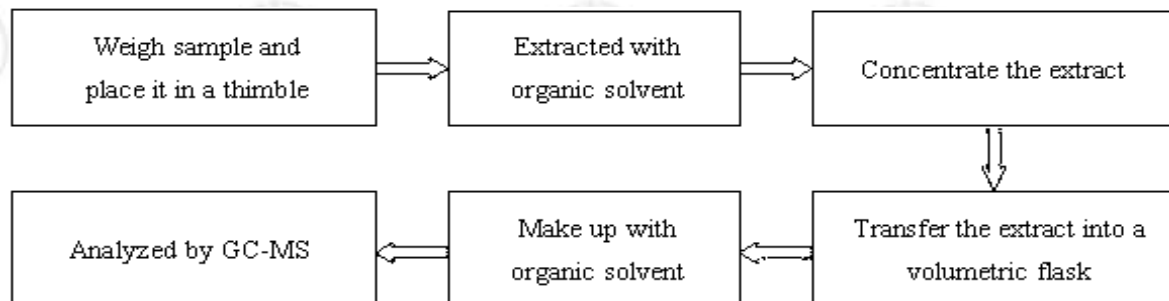 Weigh sample and
place it in a thimble
Extracted with
organic solvent
Concentrate the extract
Transfer the extract into a
volumetric flask
Make up with
organic solvent
Analyzed by GC-MS